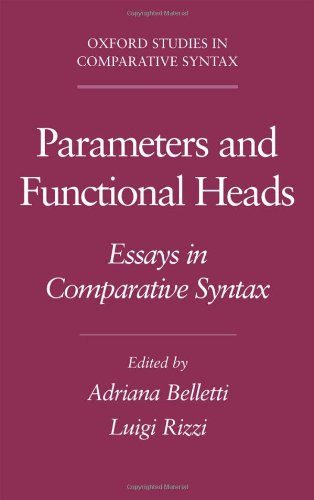 OXFORD STUDIES IN
COMPARATIVE SYNTAX
Parameters and
Functional Heads
Essays in
Comparative Syntax
Edited by
Adriana Belletti
Luigi Rizzi